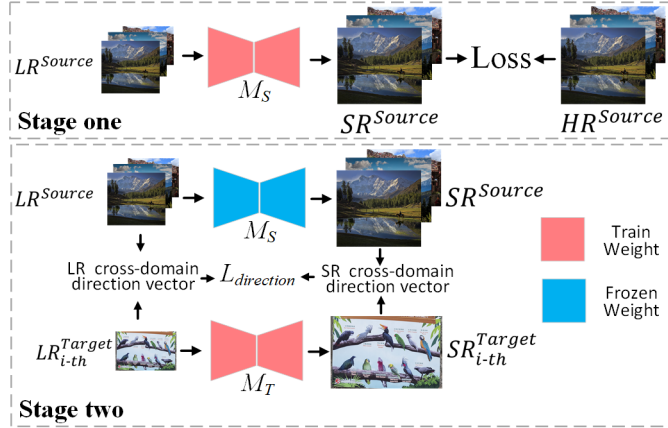 LR^Source
M_S
SR^Source
Loss
HR^Source
Stage one
LR^Source
M_S
SR^Source
LR cross-domain
direction vector
L_direction
SR cross-domain
direction vector
Train
Weight
Frozen
Weight
LR^Target_i-th
M_T
SR^Target_i-th
Stage two